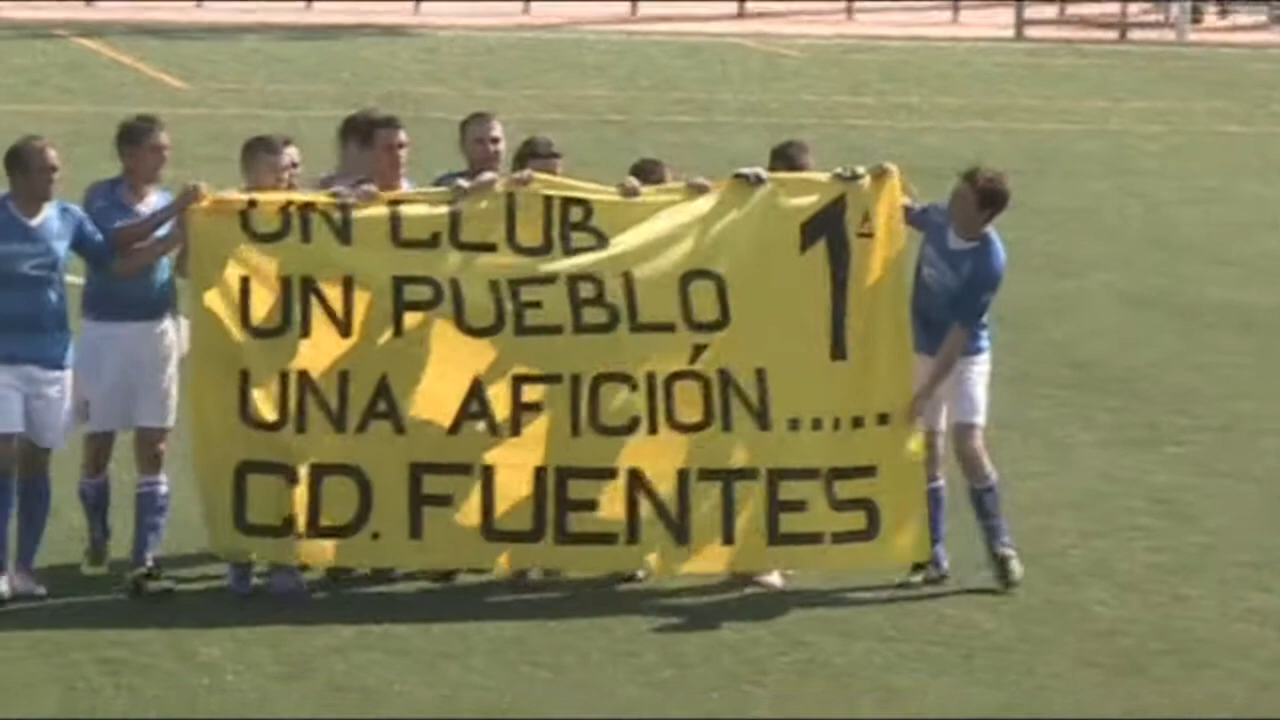 UN CLUB
UN PUEBLO
UNA AFICIÓN.....
CD. FUENTES
1ª